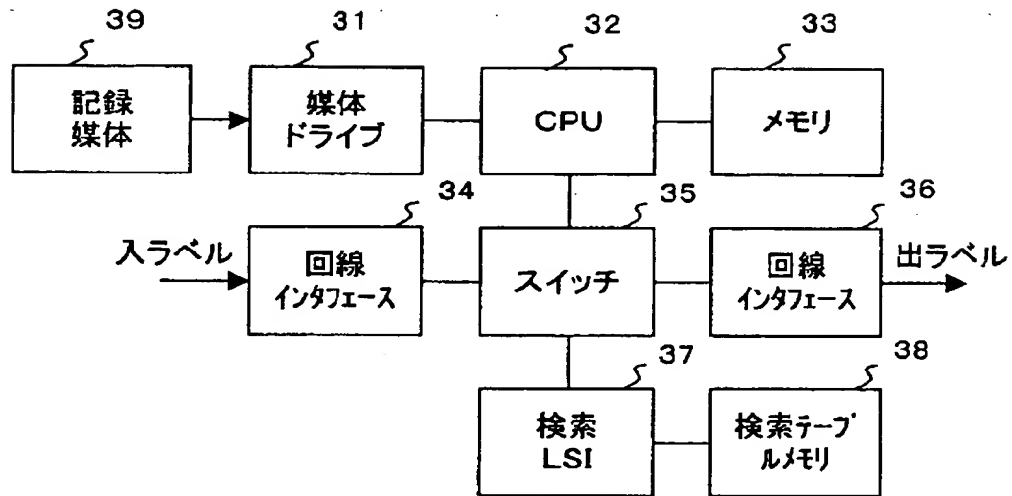 39
31
32
33
記録
媒体
媒体
ドライブ
CPU
メモリ
34
35
36
入ラベル
回線
インタフェース
スイッチ
回線
インタフェース
出ラベル
37
38
検索
LSI
検索テーブ
ルメモリ